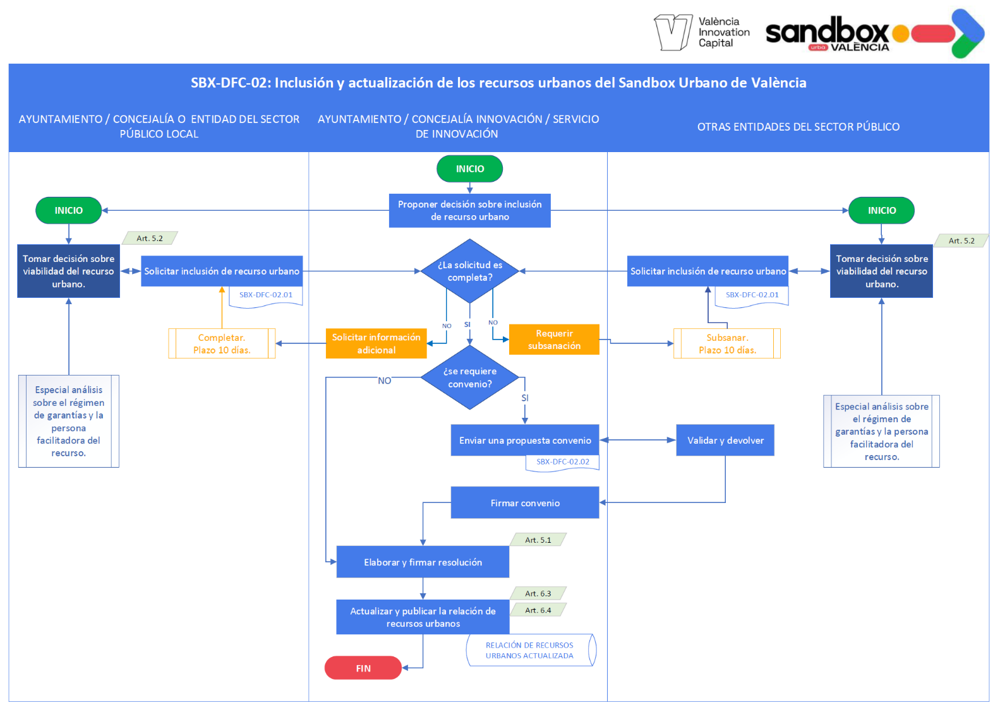 València
Innovation
Capital
sandbox
urbà VALÈNCIA
SBX-DFC-02: Inclusión y actualización de los recursos urbanos del Sandbox Urbano de València
AYUNTAMIENTO / CONCEJALÍA O ENTIDAD DEL SECTOR
PÚBLICO LOCAL
AYUNTAMIENTO / CONCEJALÍA INNOVACIÓN / SERVICIO
DE INNOVACIÓN
OTRAS ENTIDADES DEL SECTOR PÚBLICO
INICIO
Proponer decisión sobre inclusión
de recurso urbano
INICIO
INICIO
Art. 5.2
Art. 5.2
Tomar decisión sobre
viabilidad del recurso
urbano.
Solicitar inclusión de recurso urbano
SBX-DFC-02.01
¿La solicitud es
completa?
Solicitar inclusión de recurso urbano
SBX-DFC-02.01
Tomar decisión sobre
viabilidad del recurso
urbano.
NO
SI
NO
Completar.
Plazo 10 días.
Solicitar información
adicional
Requerir
subsanación
Subsanar.
Plazo 10 días.
¿se requiere
convenio?
NO
SI
Especial análisis
sobre el régimen
de garantías y la
persona
facilitadora del
recurso.
Especial análisis sobre
el régimen de
garantías y la persona
facilitadora del
recurso.
Enviar una propuesta convenio
SBX-DFC-02.02
Validar y devolver
Firmar convenio
Art. 5.1
Elaborar y firmar resolución
Art. 6.3
Art. 6.4
Actualizar y publicar la relación de
recursos urbanos
RELACIÓN DE RECURSOS
URBANOS ACTUALIZADA
FIN